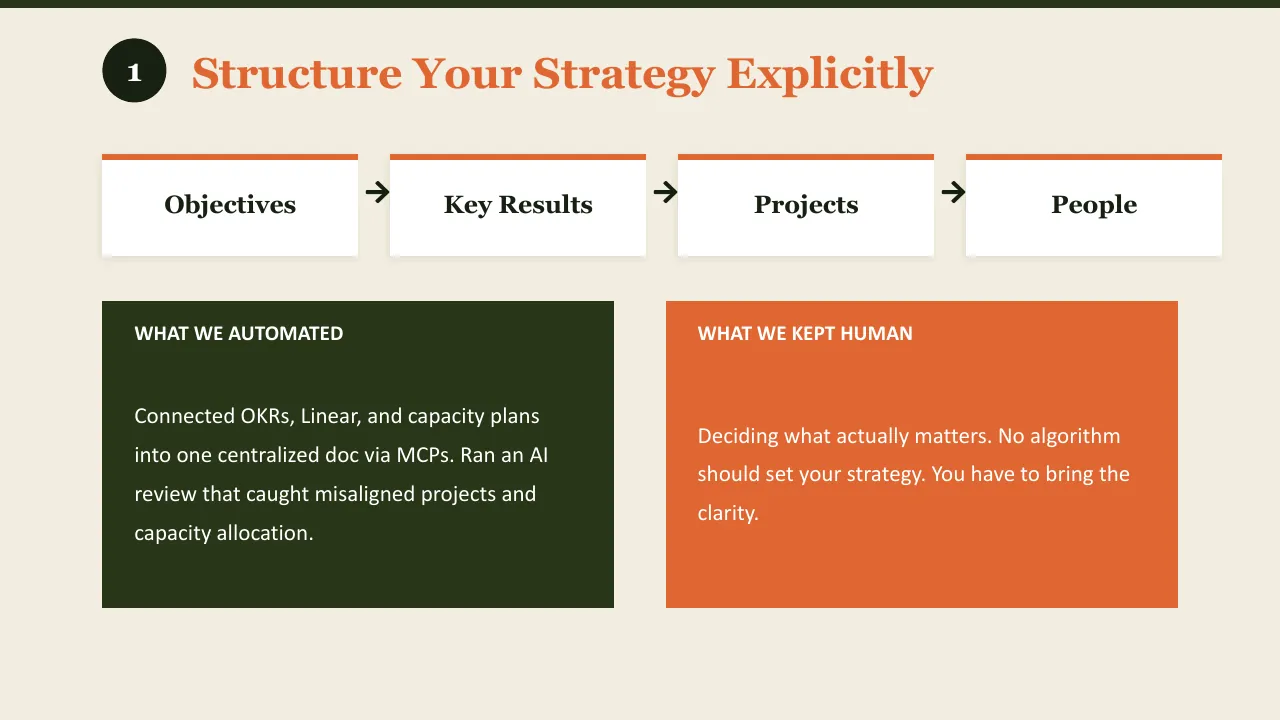 1
Structure Your Strategy Explicitly
Objectives
Key Results
Projects
People
WHAT WE AUTOMATED
Connected OKRs, Linear, and capacity plans
into one centralized doc via MCPs. Ran an AI
review that caught misaligned projects and
capacity allocation.
WHAT WE KEPT HUMAN
Deciding what actually matters. No algorithm
should set your strategy. You have to bring the
clarity.